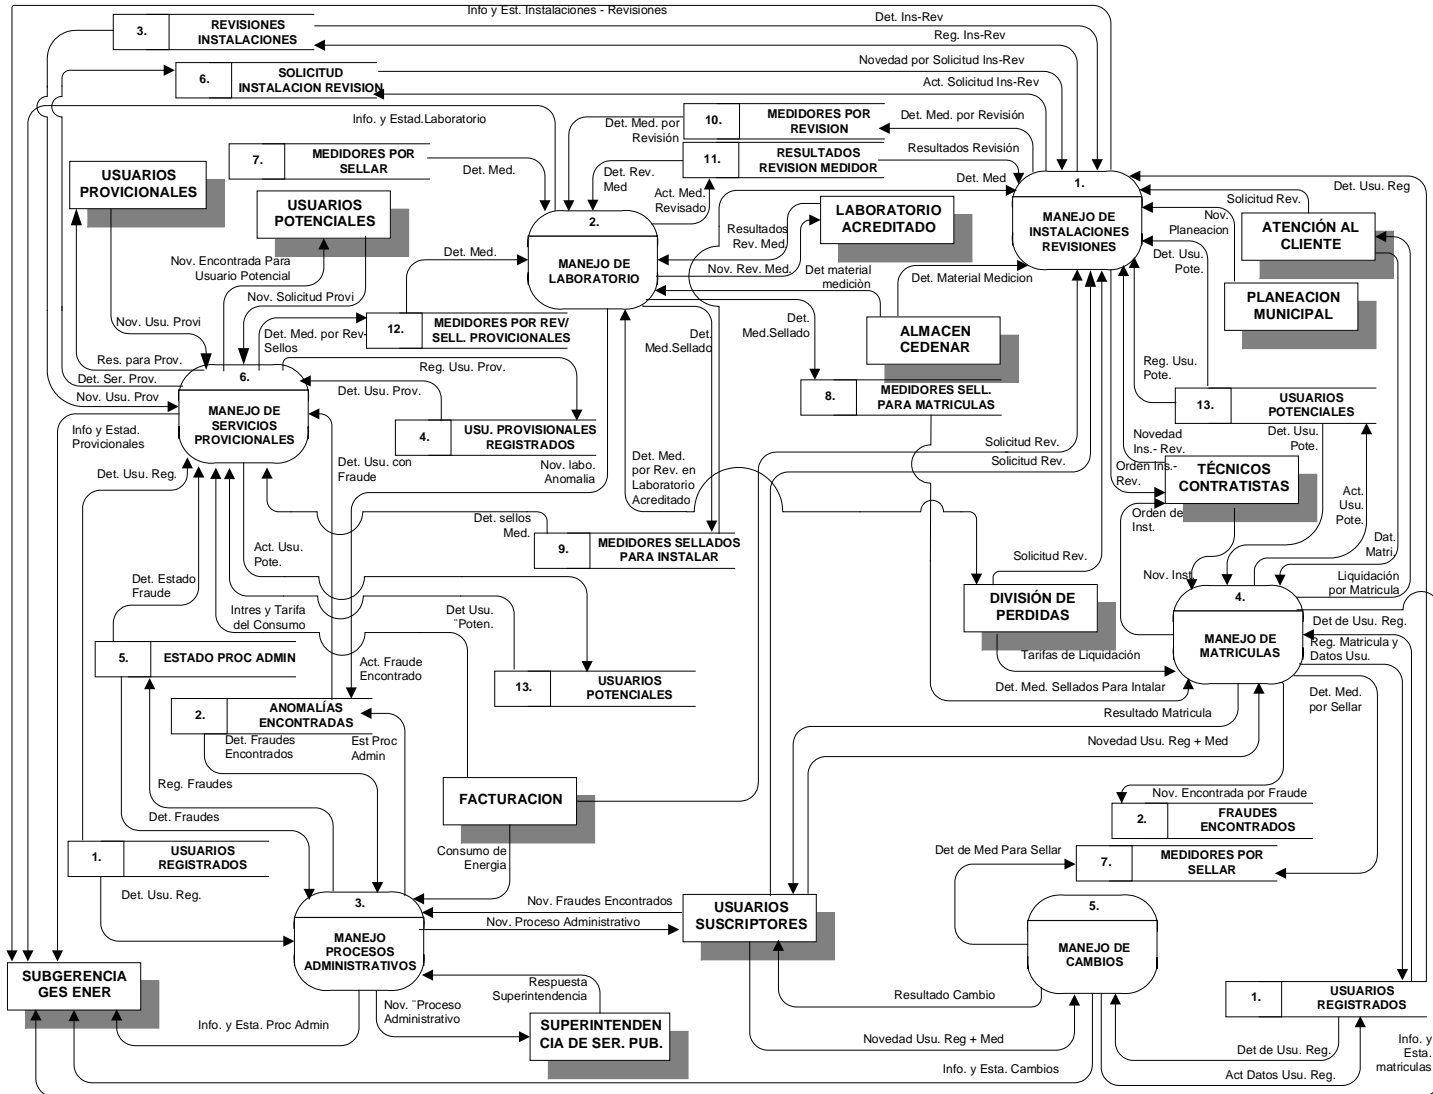 Info y Est. Instalaciones - Revisiones
Det. Ins-Rev
Reg. Ins-Rev
3.
REVISIONES
INSTALACIONES
Novedad por Solicitud Ins-Rev
Act. Solicitud Ins-Rev
6.
SOLICITUD
INSTALACION REVISION
Info. y Estad.Laboratorio
Det. Med. por
Revisión
10.
MEDIDORES POR
REVISION
Det. Med. por Revisión
7.
MEDIDORES POR
SELLAR
Det. Med.
Det. Rev.
Med
11.
RESULTADOS
REVISION MEDIDOR
Resultados Revisión
Det. Med
Act. Med.
Revisado
USUARIOS
PROVICIONALES
USUARIOS
POTENCIALES
1.
MANEJO DE
INSTALACIONES
REVISIONES
Det. Usu. Reg
Solicitud Rev.
Nov.
Planeacion
ATENCIÓN AL
CLIENTE
Det. Usu.
Pote.
PLANEACION
MUNICIPAL
2.
MANEJO DE
LABORATORIO
Resultados
Rev. Med.
Nov. Rev. Med.
LABORATORIO
ACREDITADO
Det material
mediciòn
Det. Material Medicion
Nov. Encontrada Para
Usuario Potencial
Det. Med.
Nov. Solicitud Provi
Nov. Usu. Provi
Det. Med. por Rev-
Sellos
12.
MEDIDORES POR REV/
SELL. PROVICIONALES
Det.
Med.Sellado
Det.
Med.Sellado
ALMACEN
CEDENAR
Res. para Prov.
Det. Ser. Prov.
Nov. Usu. Prov
Reg. Usu. Prov.
Det. Usu. Prov.
6.
MANEJO DE
SERVICIOS
PROVICIONALES
8.
MEDIDORES SELL.
PARA MATRICULAS
Reg. Usu.
Pote.
13.
USUARIOS
POTENCIALES
Info y Estad.
Provicionales
4.
USU. PROVISIONALES
REGISTRADOS
Det. Usu. Reg.
Det. Usu. con
Fraude
Nov. labo.
Anomalia
Det. Med.
por Rev. en
Laboratorio
Acreditado
Solicitud Rev.
Solicitud Rev.
Novedad
Ins.- Rev.
Orden Ins.-
Rev.
Det. Usu.
Pote.
TÉCNICOS
CONTRATISTAS
Orden de
Inst.
Act.
Usu.
Pote.
Det. sellos
Med.
9.
MEDIDORES SELLADOS
PARA INSTALAR
Act. Usu.
Pote.
Solicitud Rev.
Dat.
Matri.
Nov. Inst
Liquidación
por Matricula
Det. Estado
Fraude
Intres y Tarifa
del Consumo
Det Usu.
¨Poten.
DIVISIÓN DE
PERDIDAS
4.
MANEJO DE
MATRICULAS
Det de Usu. Reg.
Reg. Matricula y
Datos Usu.
5.
ESTADO PROC ADMIN
Act. Fraude
Encontrado
13.
USUARIOS
POTENCIALES
Tarifas de Liquidación
Det. Med. Sellados Para Intalar
Det. Med.
por Sellar
2.
ANOMALÍAS
ENCONTRADAS
Resultado Matricula
Novedad Usu. Reg + Med
Det. Fraudes
Encontrados
Est Proc
Admin
Reg. Fraudes
Det. Fraudes
FACTURACION
Nov. Encontrada por Fraude
2.
FRAUDES
ENCONTRADOS
1.
USUARIOS
REGISTRADOS
Consumo de
Energia
Det de Med Para Sellar
7.
MEDIDORES POR
SELLAR
Det. Usu. Reg.
3.
MANEJO
PROCESOS
ADMINISTRATIVOS
Nov. Fraudes Encontrados
Nov. Proceso Administrativo
USUARIOS
SUSCRIPTORES
5.
MANEJO DE
CAMBIOS
SUBGERENCIA
GES ENER
Respuesta
Superintendencia
Nov. ¨Proceso
Administrativo
Resultado Cambio
1.
USUARIOS
REGISTRADOS
Info. y Esta. Proc Admin
SUPERINTENDEN
CIA DE SER. PUB.
Novedad Usu. Reg + Med
Det de Usu. Reg.
Info. y
Esta.
matriculas
Info. y Esta. Cambios
Act Datos Usu. Reg.